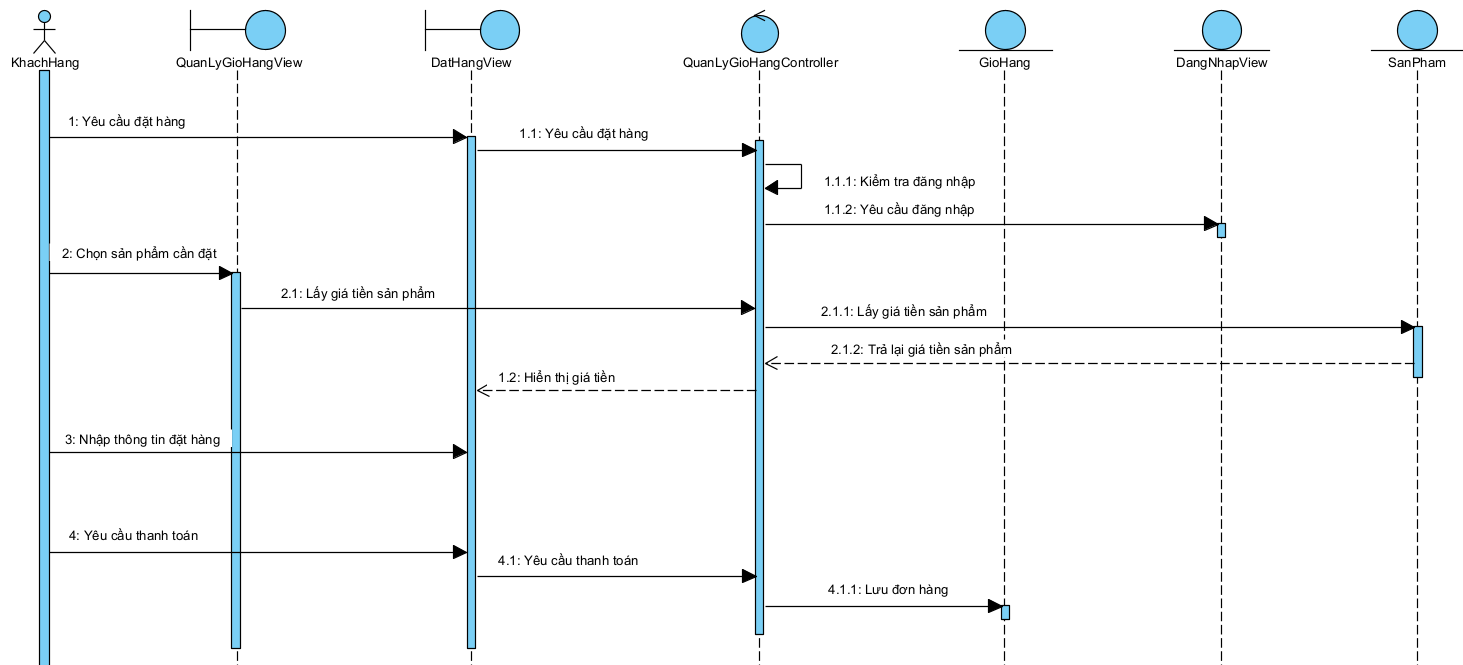 KhachHang
QuanLyGioHangView
DatHangView
QuanLyGioHangController
GioHang
DangNhapView
SanPham
1: Yêu cầu đặt hàng
1.1: Yêu cầu đặt hàng
1.1.1: Kiểm tra đăng nhập
1.1.2: Yêu cầu đăng nhập
2: Chọn sản phẩm cần đặt
2.1: Lấy giá tiền sản phẩm
2.1.1: Lấy giá tiền sản phẩm
2.1.2: Trả lại giá tiền sản phẩm
1.2: Hiển thị giá tiền
3: Nhập thông tin đặt hàng
4: Yêu cầu thanh toán
4.1: Yêu cầu thanh toán
4.1.1: Lưu đơn hàng